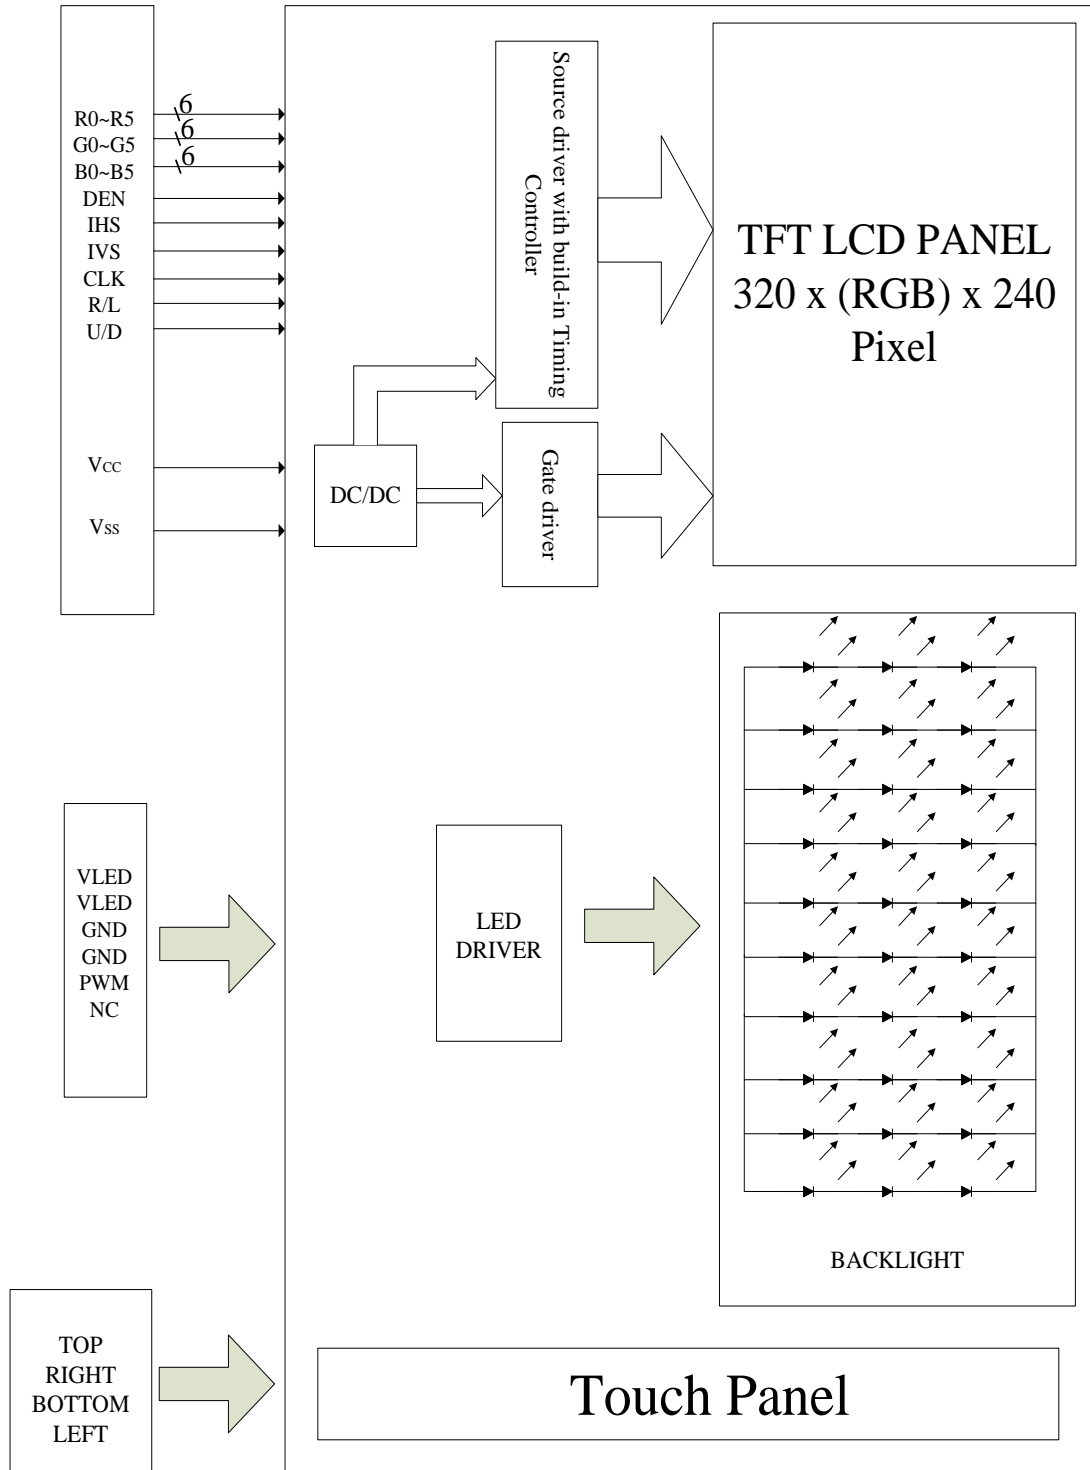 R0~R5
6
G0~G5
6
B0~B5
6
DEN
IHS
IVS
CLK
R/L
U/D
VCC
VSS
Source driver with build-in Timing
Controller
TFT LCD PANEL
320 x (RGB) x 240
Pixel
DC/DC
Gate driver
VLED
VLED
GND
GND
PWM
NC
LED
DRIVER
BACKLIGHT
TOP
RIGHT
BOTTOM
LEFT
Touch Panel